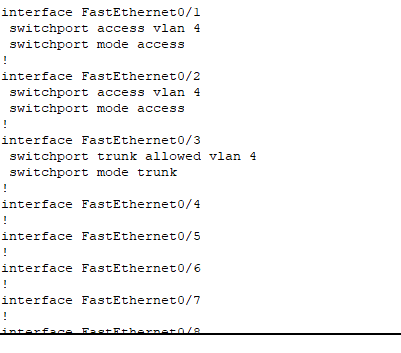 interface FastEthernet0/1
 switchport access vlan 4
 switchport mode access
!
interface FastEthernet0/2
 switchport access vlan 4
 switchport mode access
!
interface FastEthernet0/3
 switchport trunk allowed vlan 4
 switchport mode trunk
!
interface FastEthernet0/4
!
interface FastEthernet0/5
!
interface FastEthernet0/6
!
interface FastEthernet0/7
!
interface FastEthernet0/8